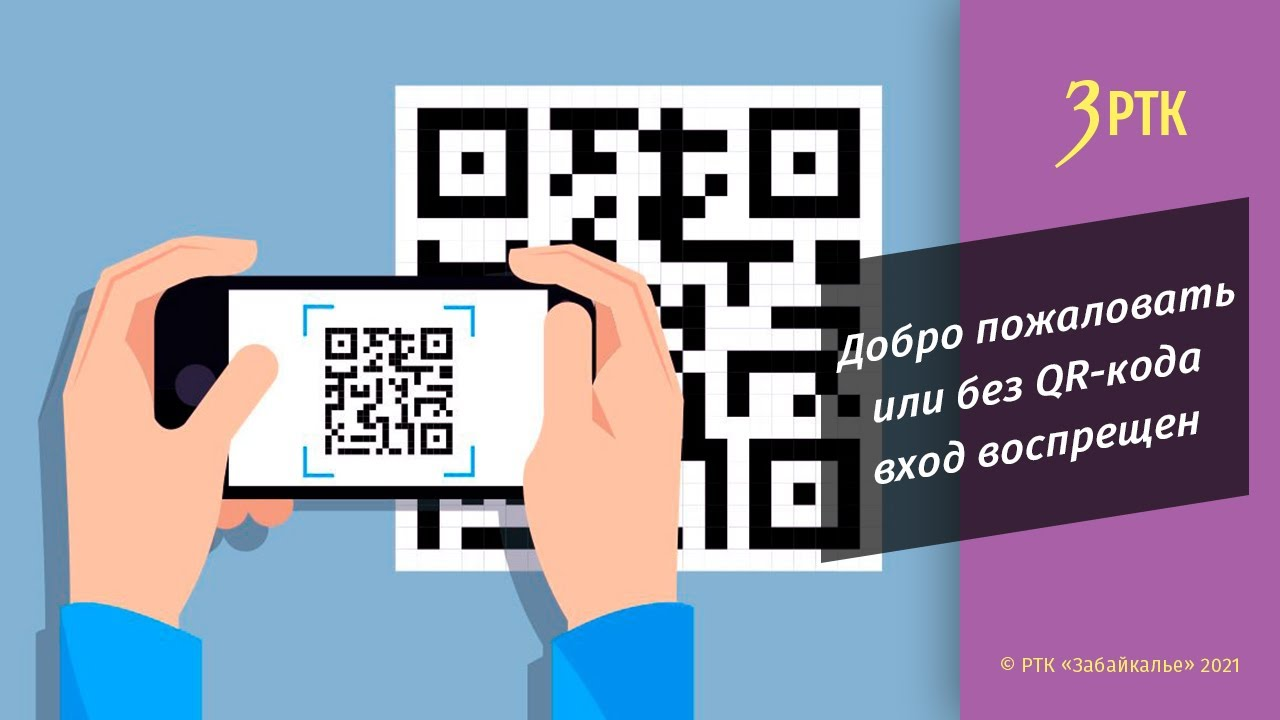 ЗРТК
Добро пожаловать
или без QR-кода
вход воспрещен
© РТК «Забайкалье» 2021